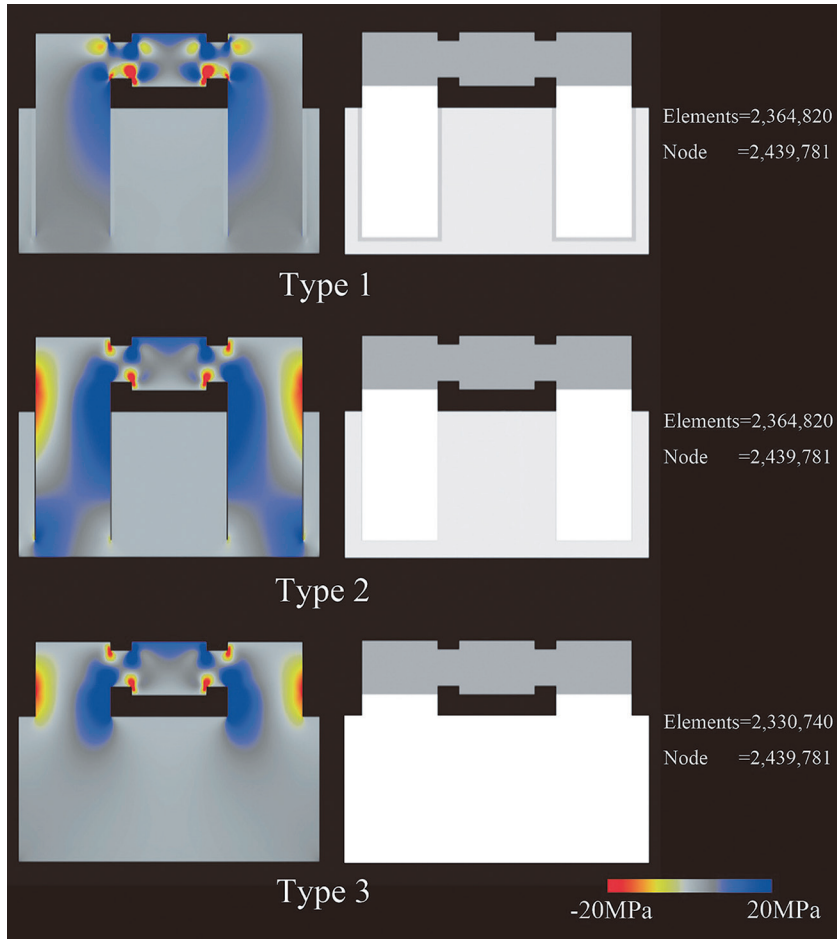 Elements=2,364,820
Node =2,439,781
Type 1
Elements=2,364,820
Node =2,439,781
Type 2
Elements=2,330,740
Node =2,439,781
Type 3
-20MPa 20MPa